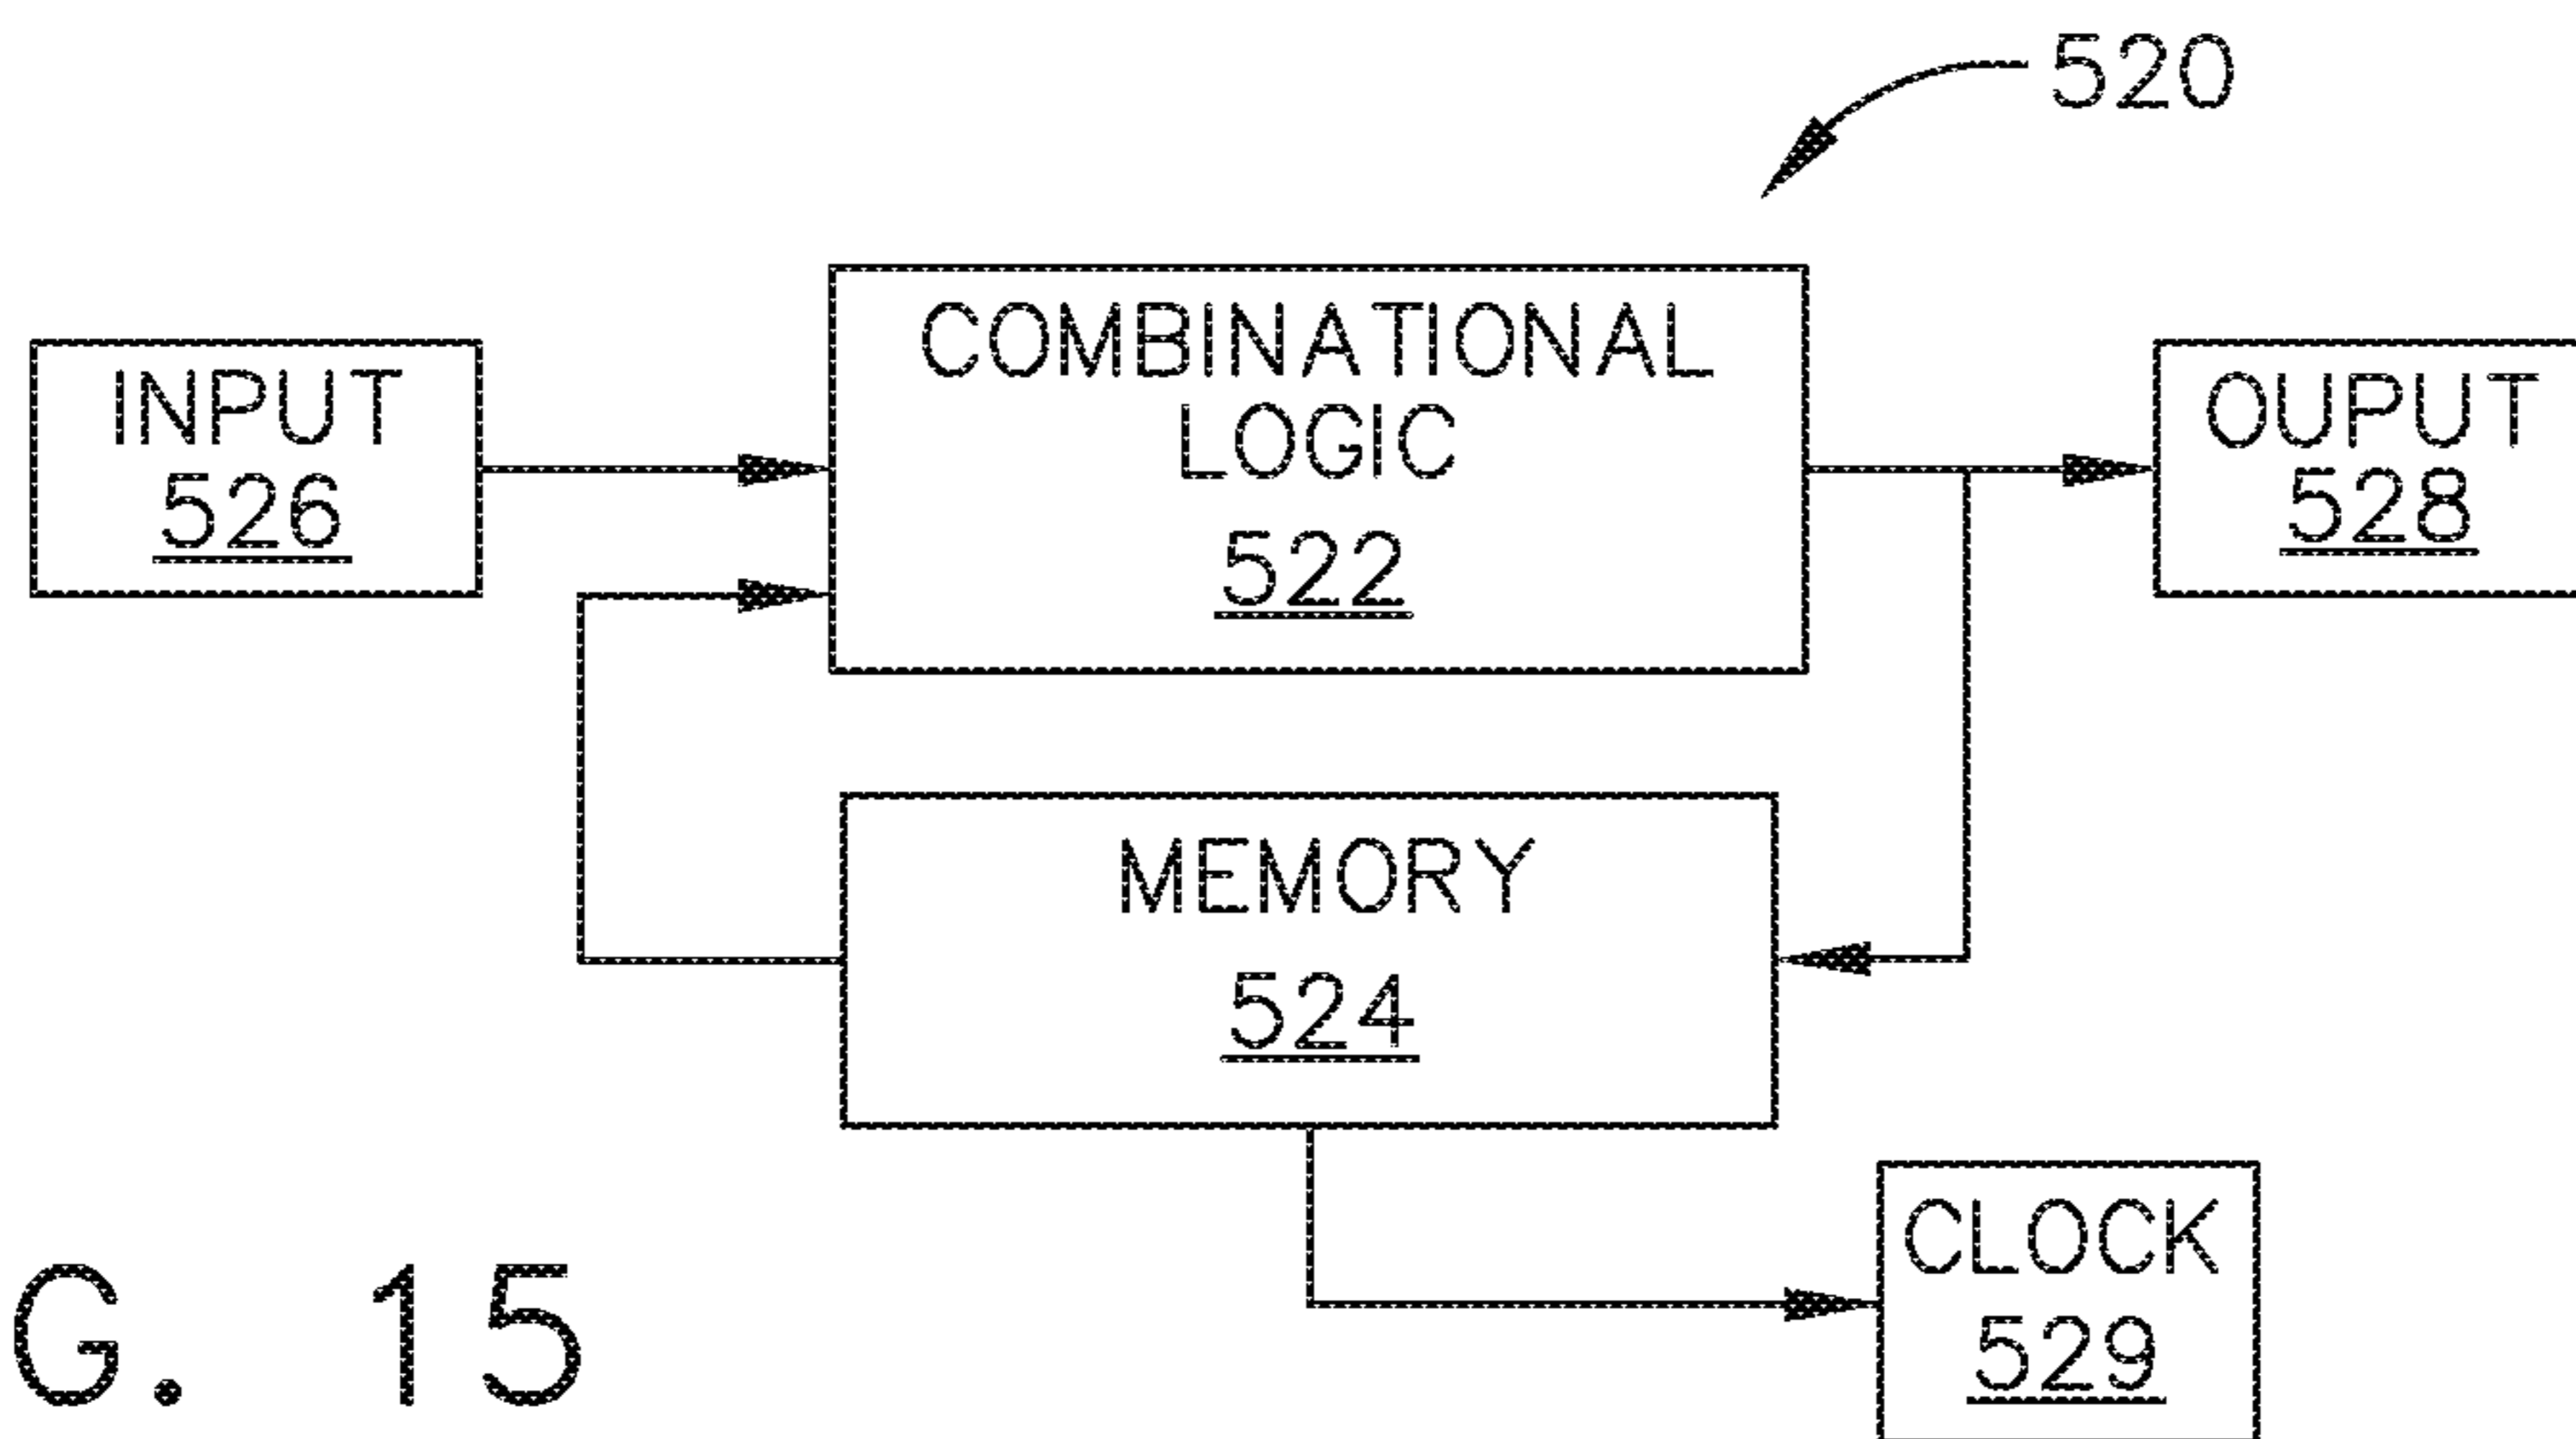 520
COMBINATIONAL
LOGIC
522
INPUT
526
OUPUT
528
MEMORY
524
CLOCK
529
G. 15